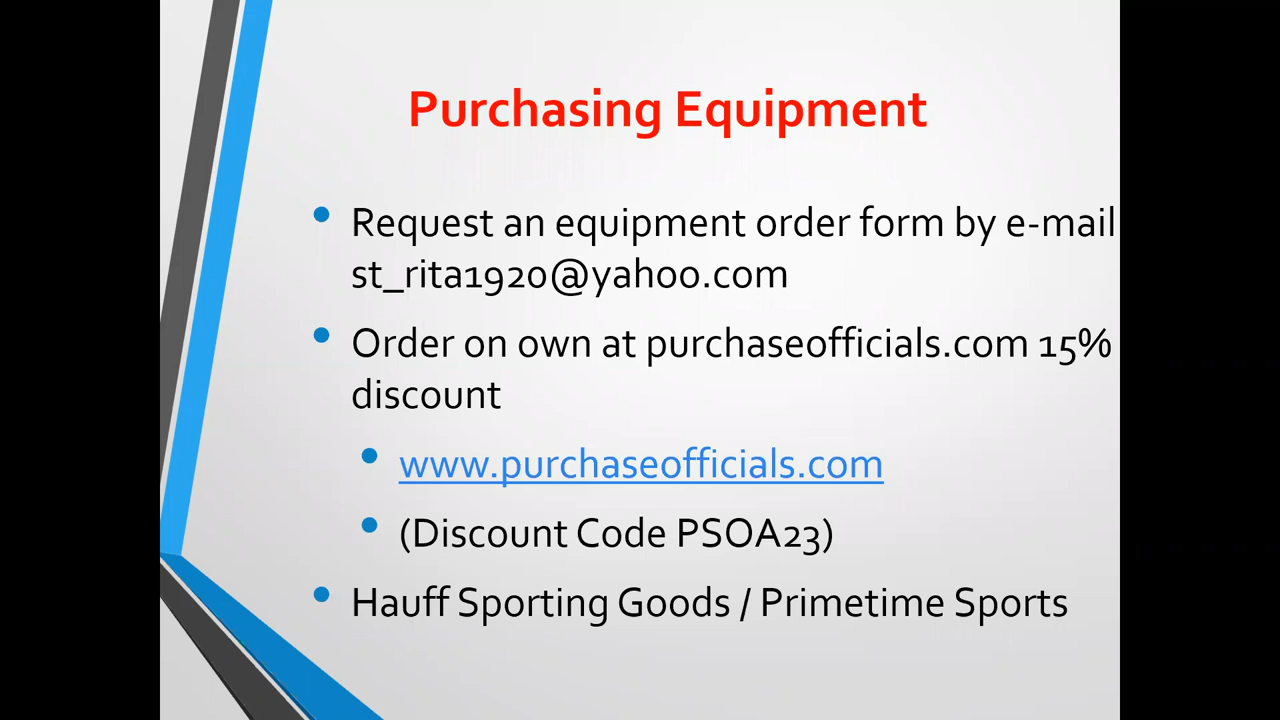 Purchasing Equipment
• Request an equipment order form by e-mail
st_rita1920@yahoo.com
• Order on own at purchaseofficials.com 15%
discount
• www.purchaseofficials.com
• (Discount Code PSOA23)
• Hauff Sporting Goods / Primetime Sports